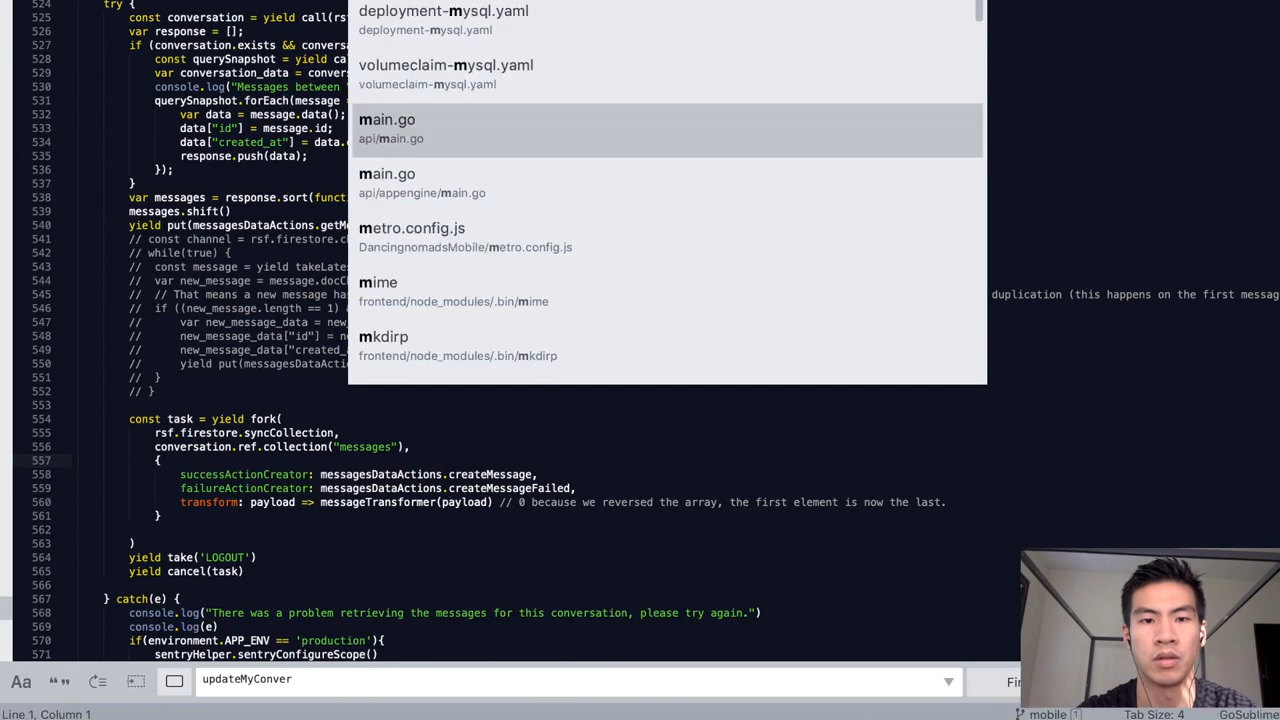 524 try {
525 const conversation = yield call(rs
526 var response = [];
527 if (conversation.exists && convers
528 const querySnapshot = yield ca
529 var conversation_data = conver
530 console.log("Messages between
531 querySnapshot.forEach(message =
532 var data = message.data();
533 data["id"] = message.id;
534 data["created_at"] = data.
535 response.push(data);
536 });
537 }
538 var messages = response.sort(funct
539 messages.shift()
540 yield put(messagesDataActions.getM
541 // const channel = rsf.firestore.c
542 // while(true) {
543 // const message = yield takeLate
544 // var new_message = message.docC
545 // // That means a new message ha
duplication (this happens on the first messag
546 // if ((new_message.length == 1)
547 // var new_message_data = new_
548 // new_message_data["id"] = n
549 // new_message_data["created_a
550 // yield put(messagesDataActi
551 // }
552 // }
553
554 const task = yield fork(
555 rsf.firestore.syncCollection,
556 conversation.ref.collection("messages"),
557 {
558 successActionCreator: messagesDataActions.createMessage,
559 failureActionCreator: messagesDataActions.createMessageFailed,
560 transform: payload => messageTransformer(payload) // 0 because we reversed the array, the first element is now the last.
561 }
562
563 )
564 yield take('LOGOUT')
565 yield cancel(task)
566
567 } catch(e) {
568 console.log("There was a problem retrieving the messages for this conversation, please try again.")
569 console.log(e)
570 if(environment.APP_ENV == 'production'){
571 sentryHelper.sentryConfigureScope()
deployment-mysql.yaml
deployment-mysql.yaml
volumeclaim-mysql.yaml
volumeclaim-mysql.yaml
main.go
api/main.go
main.go
api/appengine/main.go
metro.config.js
DancingnomadsMobile/metro.config.js
mime
frontend/node_modules/.bin/mime
mkdirp
frontend/node_modules/.bin/mkdirp
Aa
updateMyConver
Fi
Line 1, Column 1
mobile 1
Tab Size: 4
GoSublime